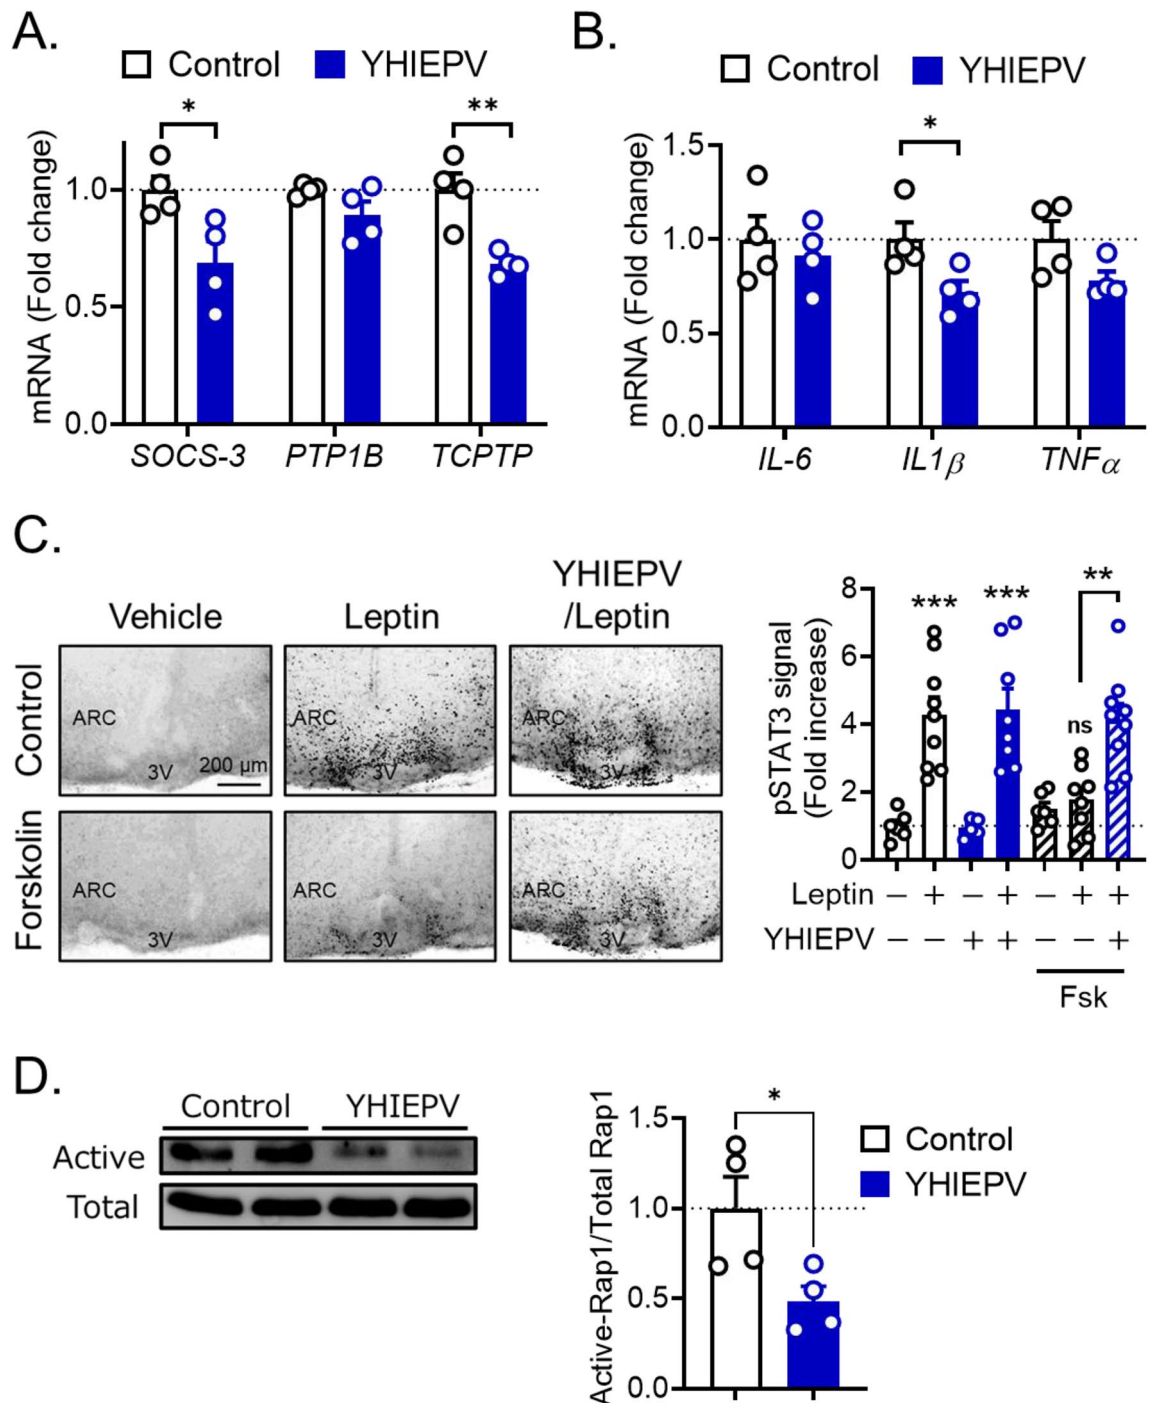 A.
Control YHIEPV
* **
mRNA (Fold change)
1.0
0.5
0.0
SOCS-3 PTP1B TCPTP
B.
Control YHIEPV
*
mRNA (Fold change)
1.5
1.0
0.5
0.0
IL-6 IL1β TNFα
C.
Vehicle Leptin YHIEPV
/Leptin
Control
ARC 3V 200 µm
ARC 3V
ARC 3V
Forskolin
ARC 3V
ARC 3V
ARC 3V
pSTAT3 signal
(Fold increase)
8
6
4
2
0
*** *** ns **
Leptin − + − + − + +
YHIEPV − − + + − − +
Fsk
D.
Control YHIEPV
Active
Total
Active-Rap1/Total Rap1
1.5
1.0
0.5
0.0
*
Control
YHIEPV